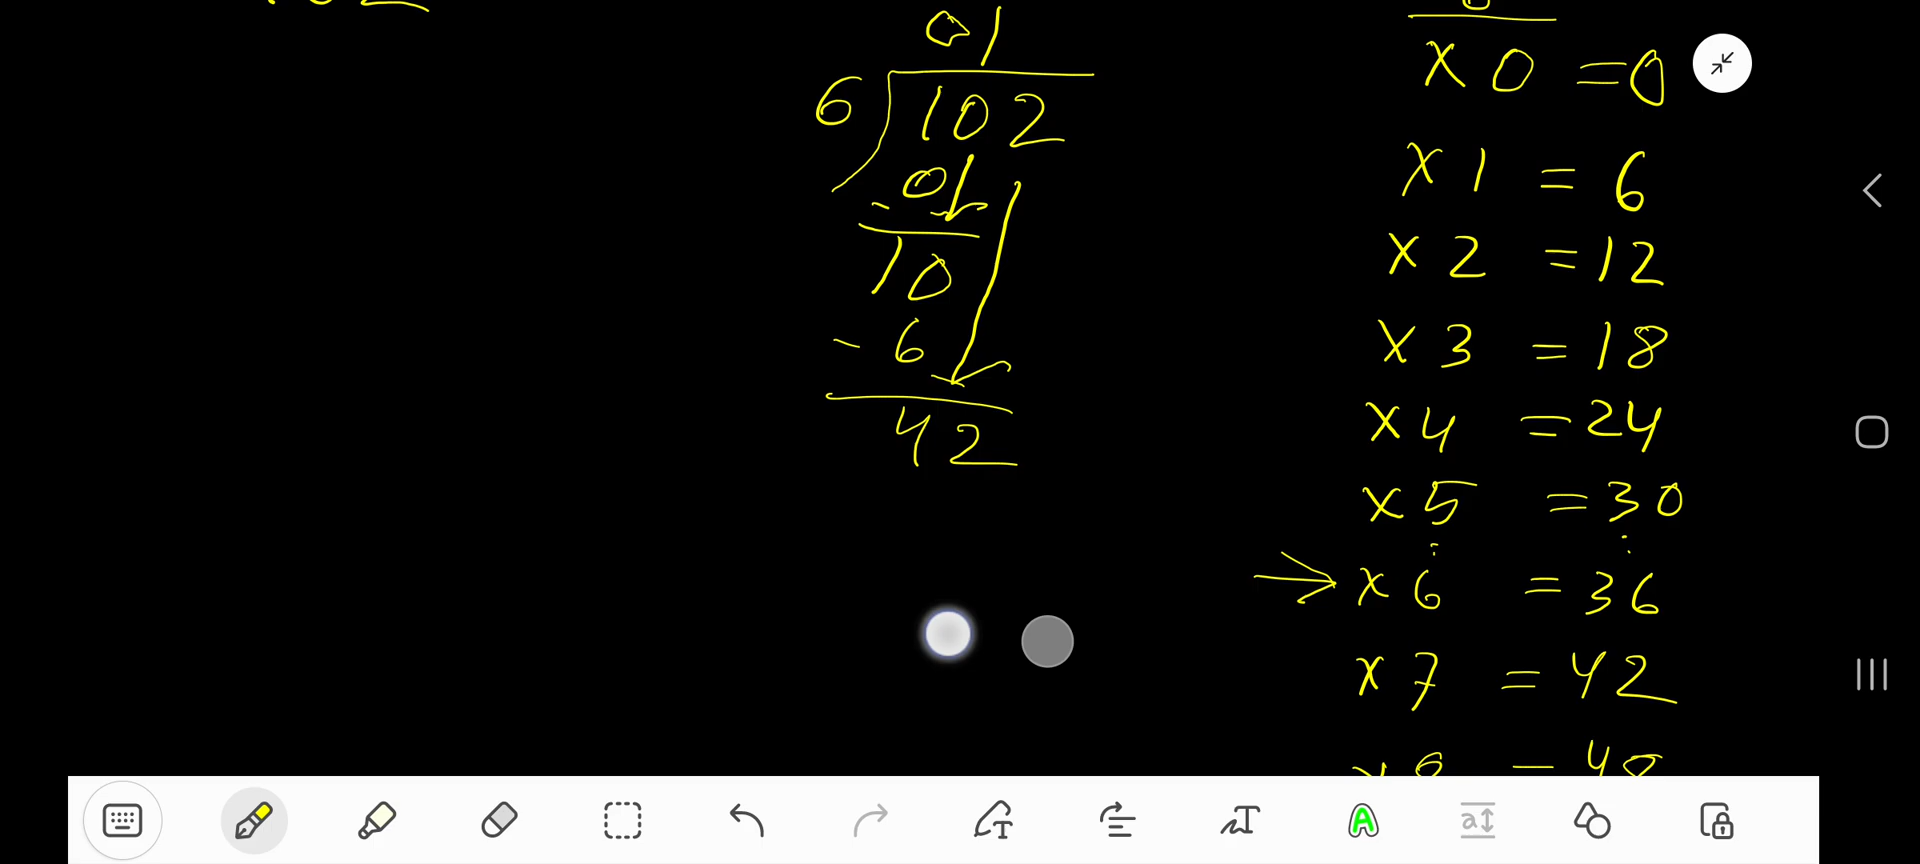 01
6 102
- 0
10
- 6
42
x 0 = 0
x 1 = 6
x 2 = 12
x 3 = 18
x 4 = 24
x 5 = 30
→ x 6 = 36
x 7 = 42